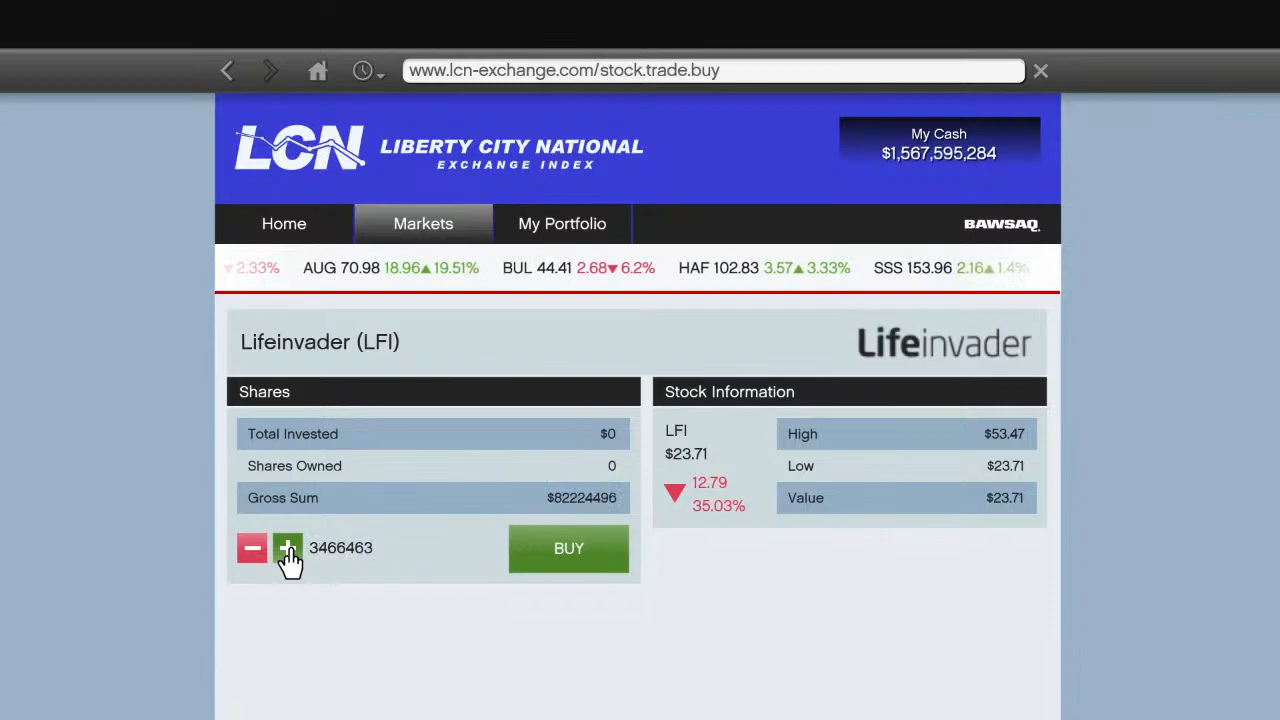 www.lcn-exchange.com/stock.trade.buy
LCN LIBERTY CITY NATIONAL
EXCHANGE INDEX
My Cash
$1,567,595,284
Home Markets My Portfolio BAWSAQ
▼2.33% AUG 70.98 18.96▲19.51% BUL 44.41 2.68▼6.2% HAF 102.83 3.57▲3.33% SSS 153.96 2.16▲1.4%
Lifeinvader (LFI) Lifeinvader
Shares
Total Invested $0
Shares Owned 0
Gross Sum $82224496
3466463 BUY
Stock Information
LFI
$23.71
12.79
35.03%
High $53.47
Low $23.71
Value $23.71